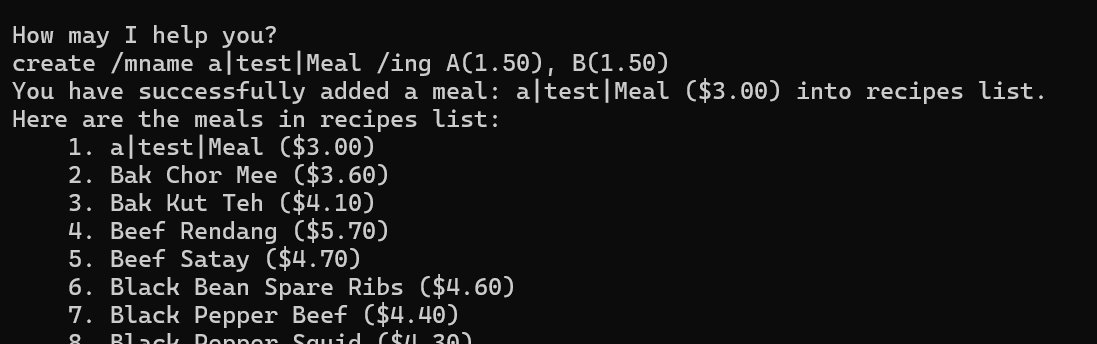 How may I help you?
create /mname a|test|Meal /ing A(1.50), B(1.50)
You have successfully added a meal: a|test|Meal ($3.00) into recipes list.
Here are the meals in recipes list:
1. a|test|Meal ($3.00)
2. Bak Chor Mee ($3.60)
3. Bak Kut Teh ($4.10)
4. Beef Rendang ($5.70)
5. Beef Satay ($4.70)
6. Black Bean Spare Ribs ($4.60)
7. Black Pepper Beef ($4.40)
8. Black Pepper Squid ($4.30)